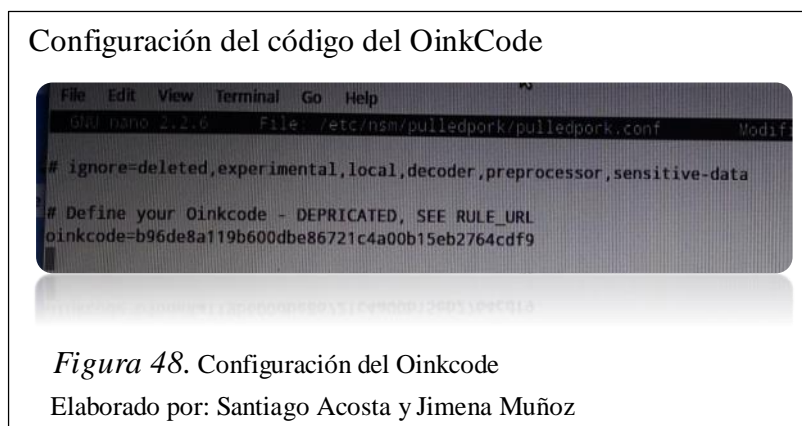 Configuración del código del OinkCode
File Edit View Terminal Go Help
GNU nano 2.2.6 File: /etc/nsm/pulledpork/pulledpork.conf Modifi
# ignore=deleted,experimental,local,decoder,preprocessor,sensitive-data
# Define your Oinkcode - DEPRICATED, SEE RULE_URL
oinkcode=b96de8a119b600dbe86721c4a00b15eb2764cdf9
Figura 48. Configuración del Oinkcode
Elaborado por: Santiago Acosta y Jimena Muñoz